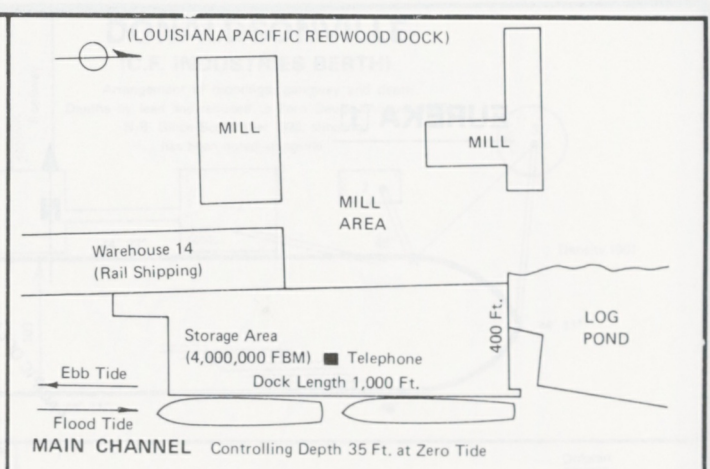 (LOUISIANA PACIFIC REDWOOD DOCK)
MILL
MILL
MILL
AREA
Warehouse 14
(Rail Shipping)
400 Ft.
LOG
POND
Storage Area
(4,000,000 FBM)
Telephone
Dock Length 1,000 Ft.
Ebb Tide
Flood Tide
MAIN CHANNEL Controlling Depth 35 Ft. at Zero Tide